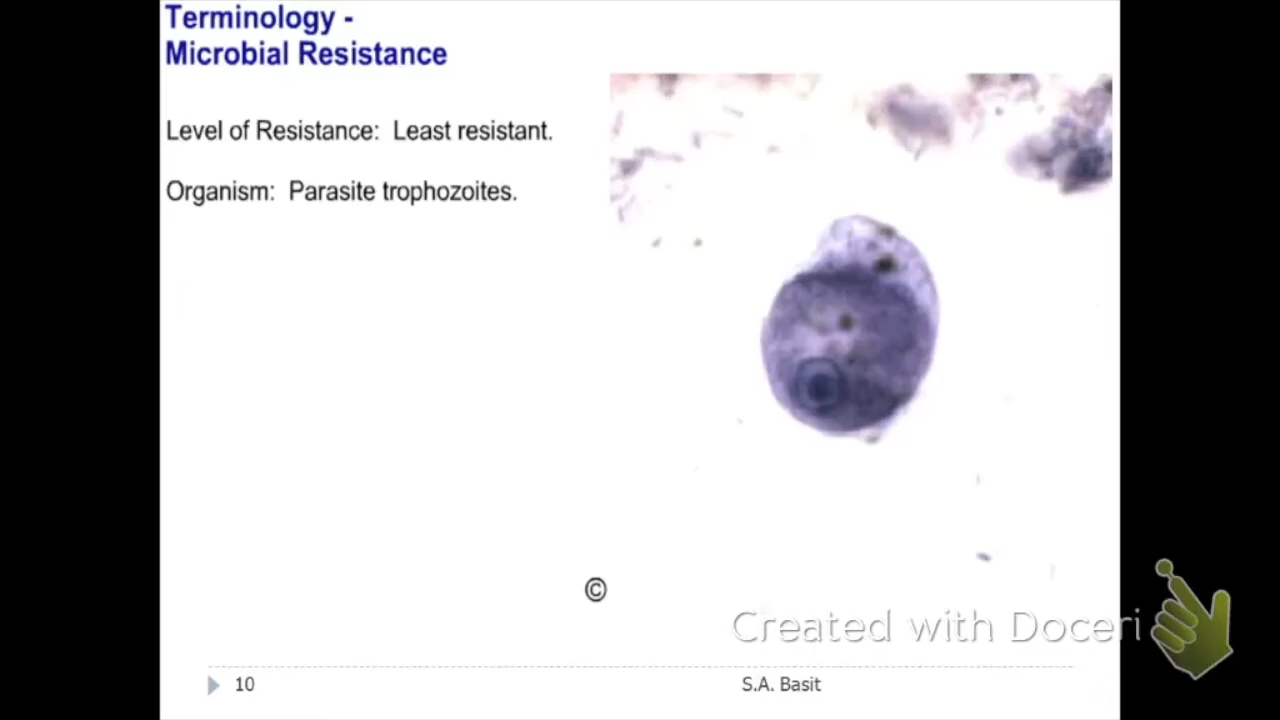 Terminology -
Microbial Resistance
Level of Resistance: Least resistant.
Organism: Parasite trophozoites.
©
Created with Doceri
10
S.A. Basit